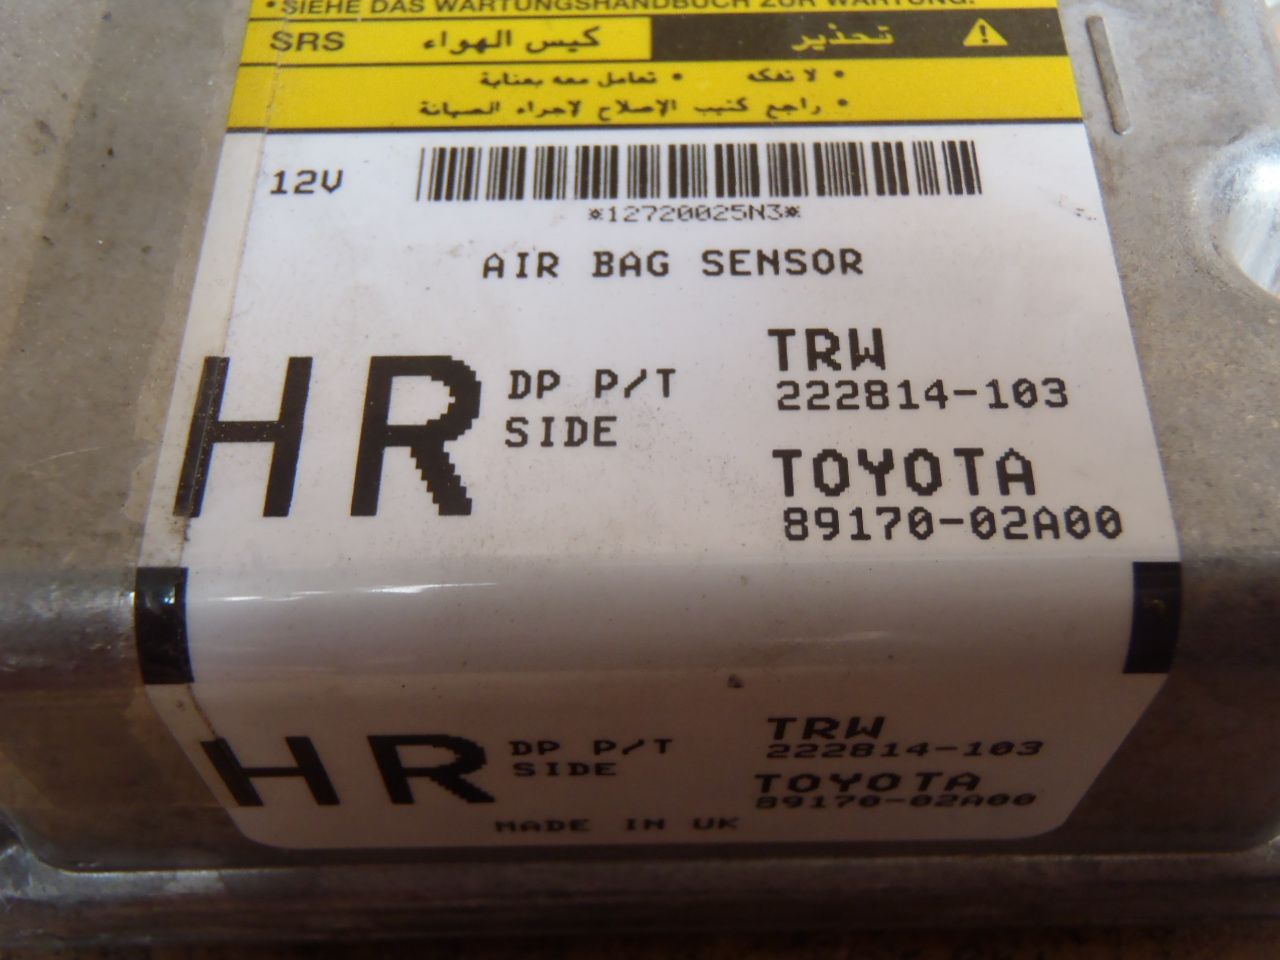 • SIEHE DAS WARTUNGSHANDBUCH ZUR WARTUNG.
SRS كيس الهواء تحذير
• لا تفكه • تعامل معه بعناية
• راجع كتيب الإصلاح لاجراء الصيانة
12V
*12720025N3*
AIR BAG SENSOR
HR
DP P/T
SIDE
TRW
222814-103
TOYOTA
89170-02A00
HR
DP P/T
SIDE
TRW
222814-103
TOYOTA
89170-02A00
MADE IN UK